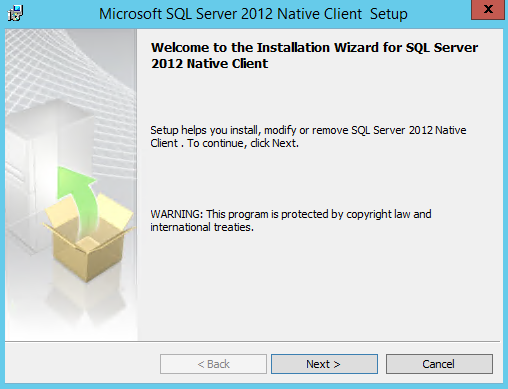 Microsoft SQL Server 2012 Native Client  Setup
x
Welcome to the Installation Wizard for SQL Server
2012 Native Client
Setup helps you install, modify or remove SQL Server 2012 Native
Client . To continue, click Next.
WARNING: This program is protected by copyright law and
international treaties.
< Back
Next >
Cancel